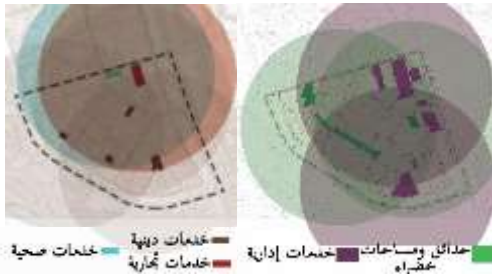 خدمات دينية
خدمات صحية
خدمات تجارية
حدائق ومساحات خضراء
خدمات إدارية